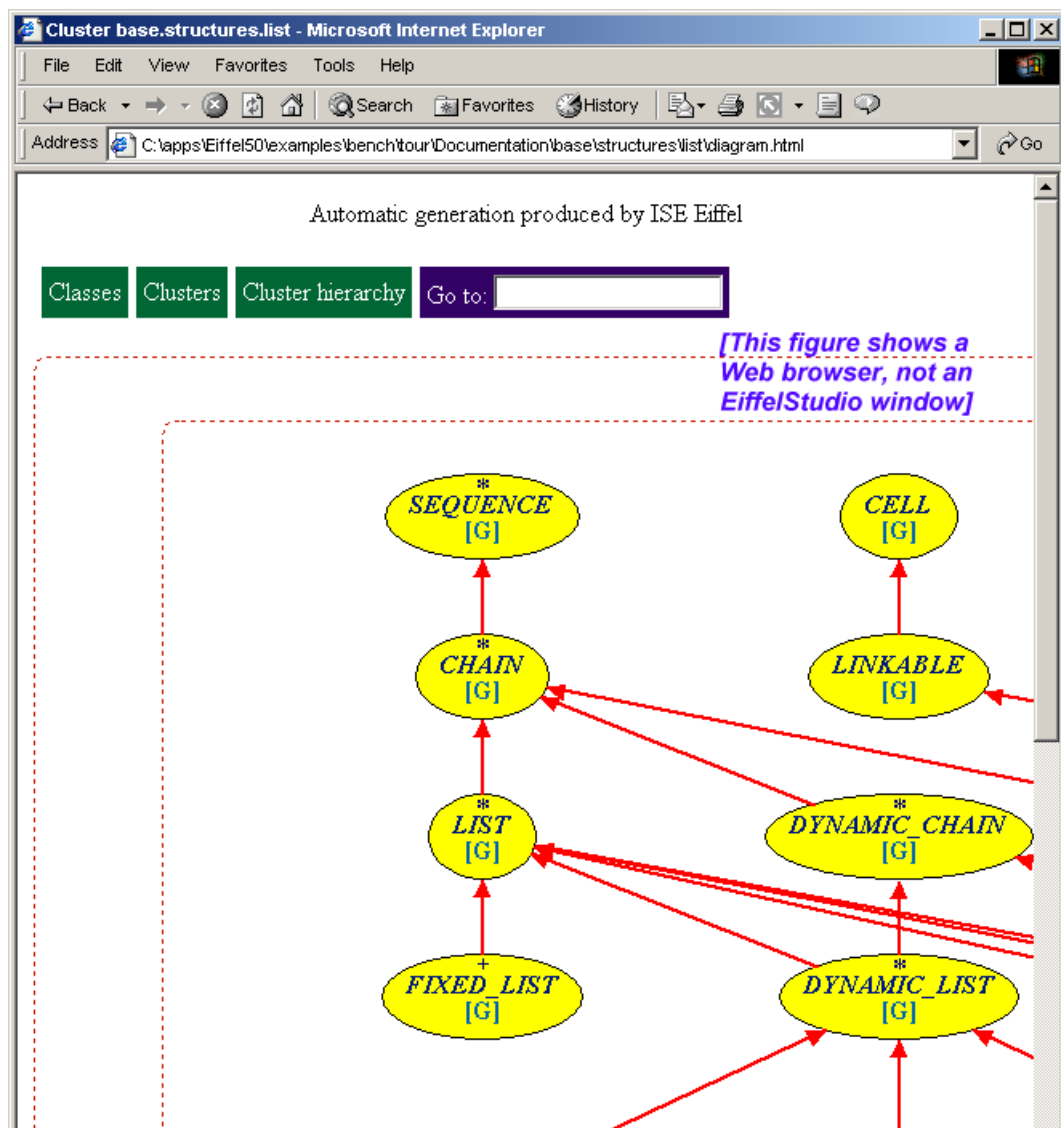 Cluster base.structures.list - Microsoft Internet Explorer
File Edit View Favorites Tools Help
Back Search Favorites History
Address C:\apps\Eiffel50\examples\bench\tour\Documentation\base\structures\list\diagram.html Go
Automatic generation produced by ISE Eiffel
Classes Clusters Cluster hierarchy Go to:
[This figure shows a
Web browser, not an
EiffelStudio window]
* 
SEQUENCE CELL
[G] [G]
*
CHAIN LINKABLE
[G] [G]
* *
LIST DYNAMIC_CHAIN
[G] [G]
+ *
FIXED_LIST DYNAMIC_LIST
[G] [G]